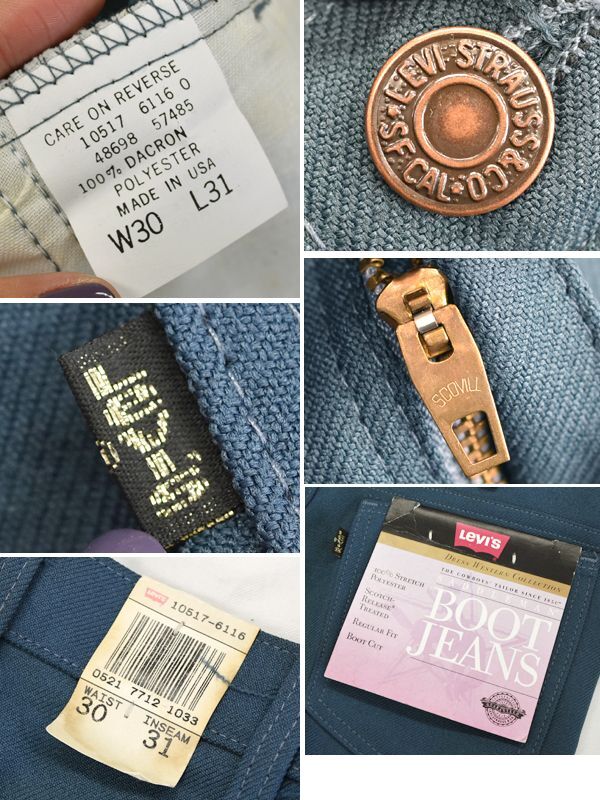 CARE ON REVERSE
10517 6116 0
48698 57485
100% DACRON
POLYESTER
MADE IN USA
W30 L31
LEVI STRAUSS & CO
S.F. CAL
Levi's
SCOVILL
Levi's
10517-6116
0521 7712 1033
WAIST INSEAM
30 31
LEVI'S
DRESS WESTERN COLLECTION
THE COWBOYS' TAILOR SINCE 1850
100% STRETCH
POLYESTER
SCOTCH-
RELEASE*
TREATED
REGULAR FIT
BOOT CUT
BOOT
JEANS